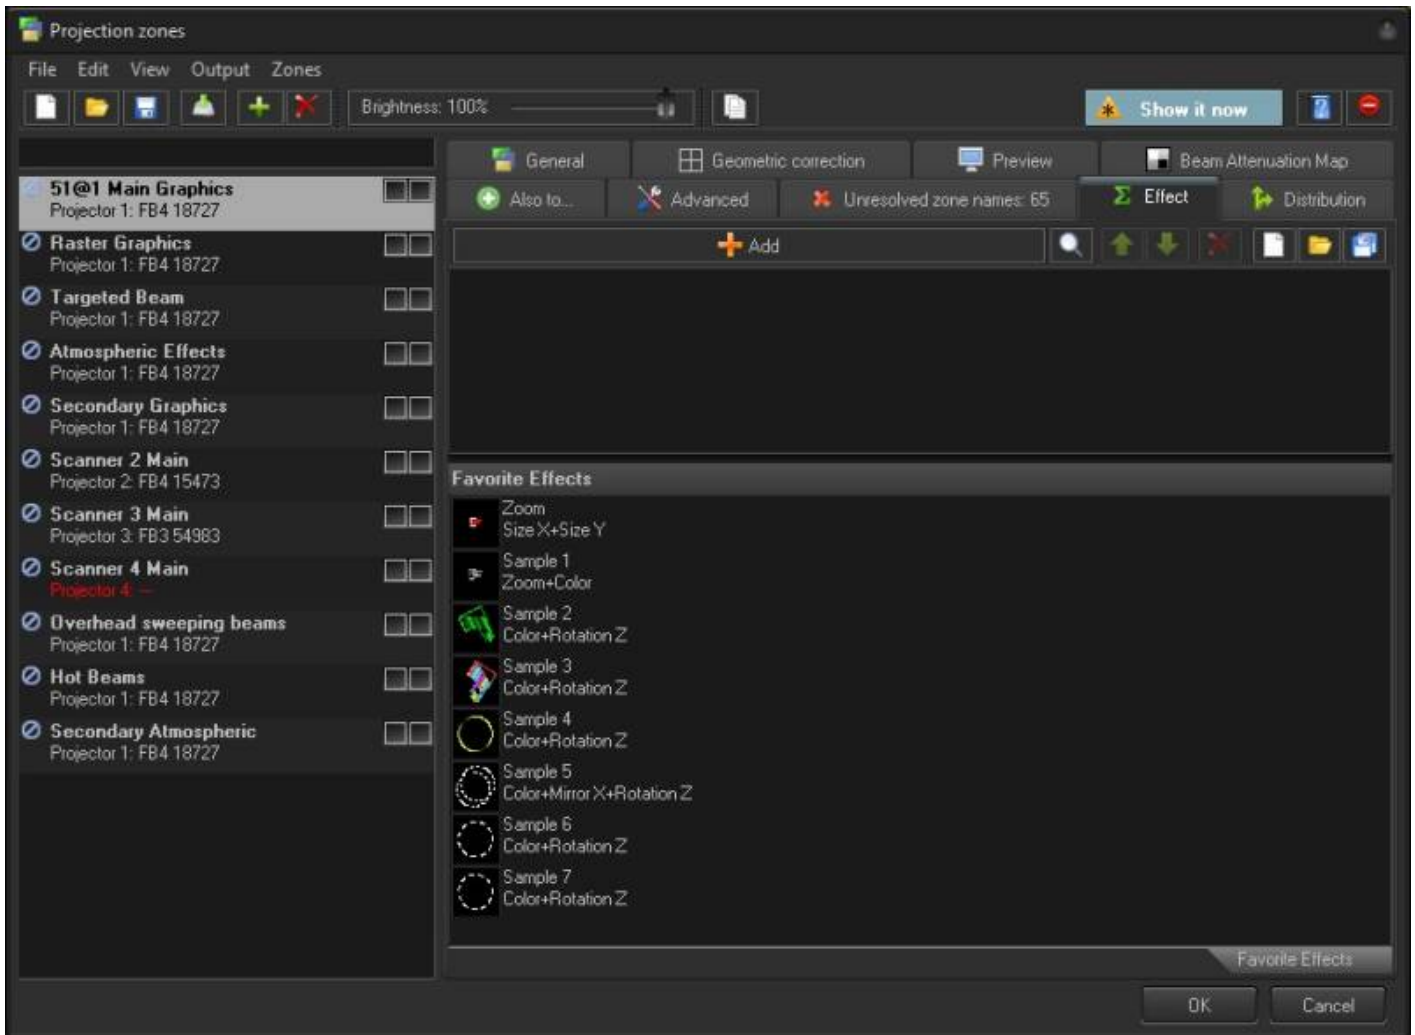 Projection zones
File Edit View Output Zones
Brightness: 100%
Show it now
General Geometric correction Preview Beam Attenuation Map
Also to... Advanced Unresolved zone names: 65 Effect Distribution
Add
51@1 Main Graphics
Projector 1: FB4 18727
Raster Graphics
Projector 1: FB4 18727
Targeted Beam
Projector 1: FB4 18727
Atmospheric Effects
Projector 1: FB4 18727
Secondary Graphics
Projector 1: FB4 18727
Scanner 2 Main
Projector 2: FB4 15473
Scanner 3 Main
Projector 3: FB3 54983
Scanner 4 Main
Projector 4: --
Overhead sweeping beams
Projector 1: FB4 18727
Hot Beams
Projector 1: FB4 18727
Secondary Atmospheric
Projector 1: FB4 18727
Favorite Effects
Zoom
Size X+Size Y
Sample 1
Zoom+Color
Sample 2
Color+Rotation Z
Sample 3
Color+Rotation Z
Sample 4
Color+Rotation Z
Sample 5
Color+Mirror X+Rotation Z
Sample 6
Color+Rotation Z
Sample 7
Color+Rotation Z
Favorite Effects
OK Cancel